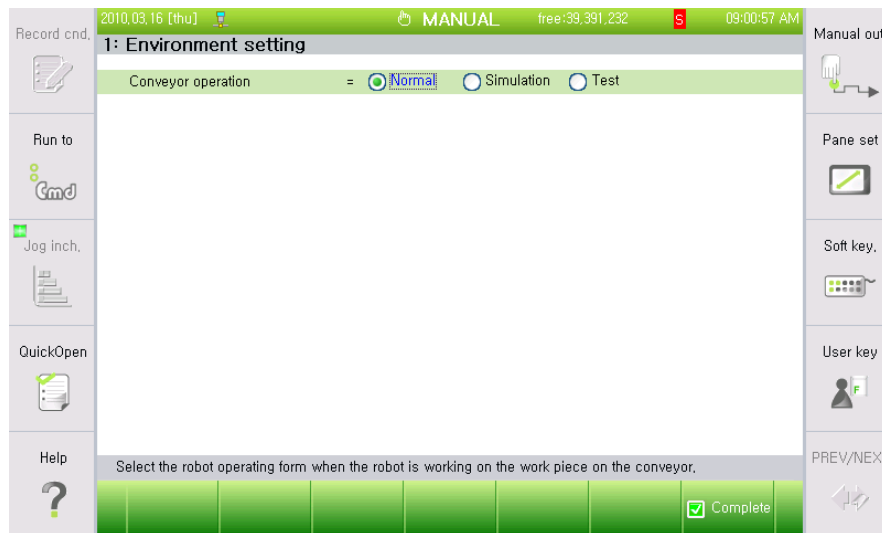 2010,03,16 [thu] MANUAL free:39,391,232 S 09:00:57 AM
1: Environment setting
Conveyor operation = Normal Simulation Test
Record cnd,
Run to
Cmd
Jog inch,
QuickOpen
Help
?
Manual out
Pane set
Soft key,
User key
F
PREV/NEX
Select the robot operating form when the robot is working on the work piece on the conveyor,
Complete